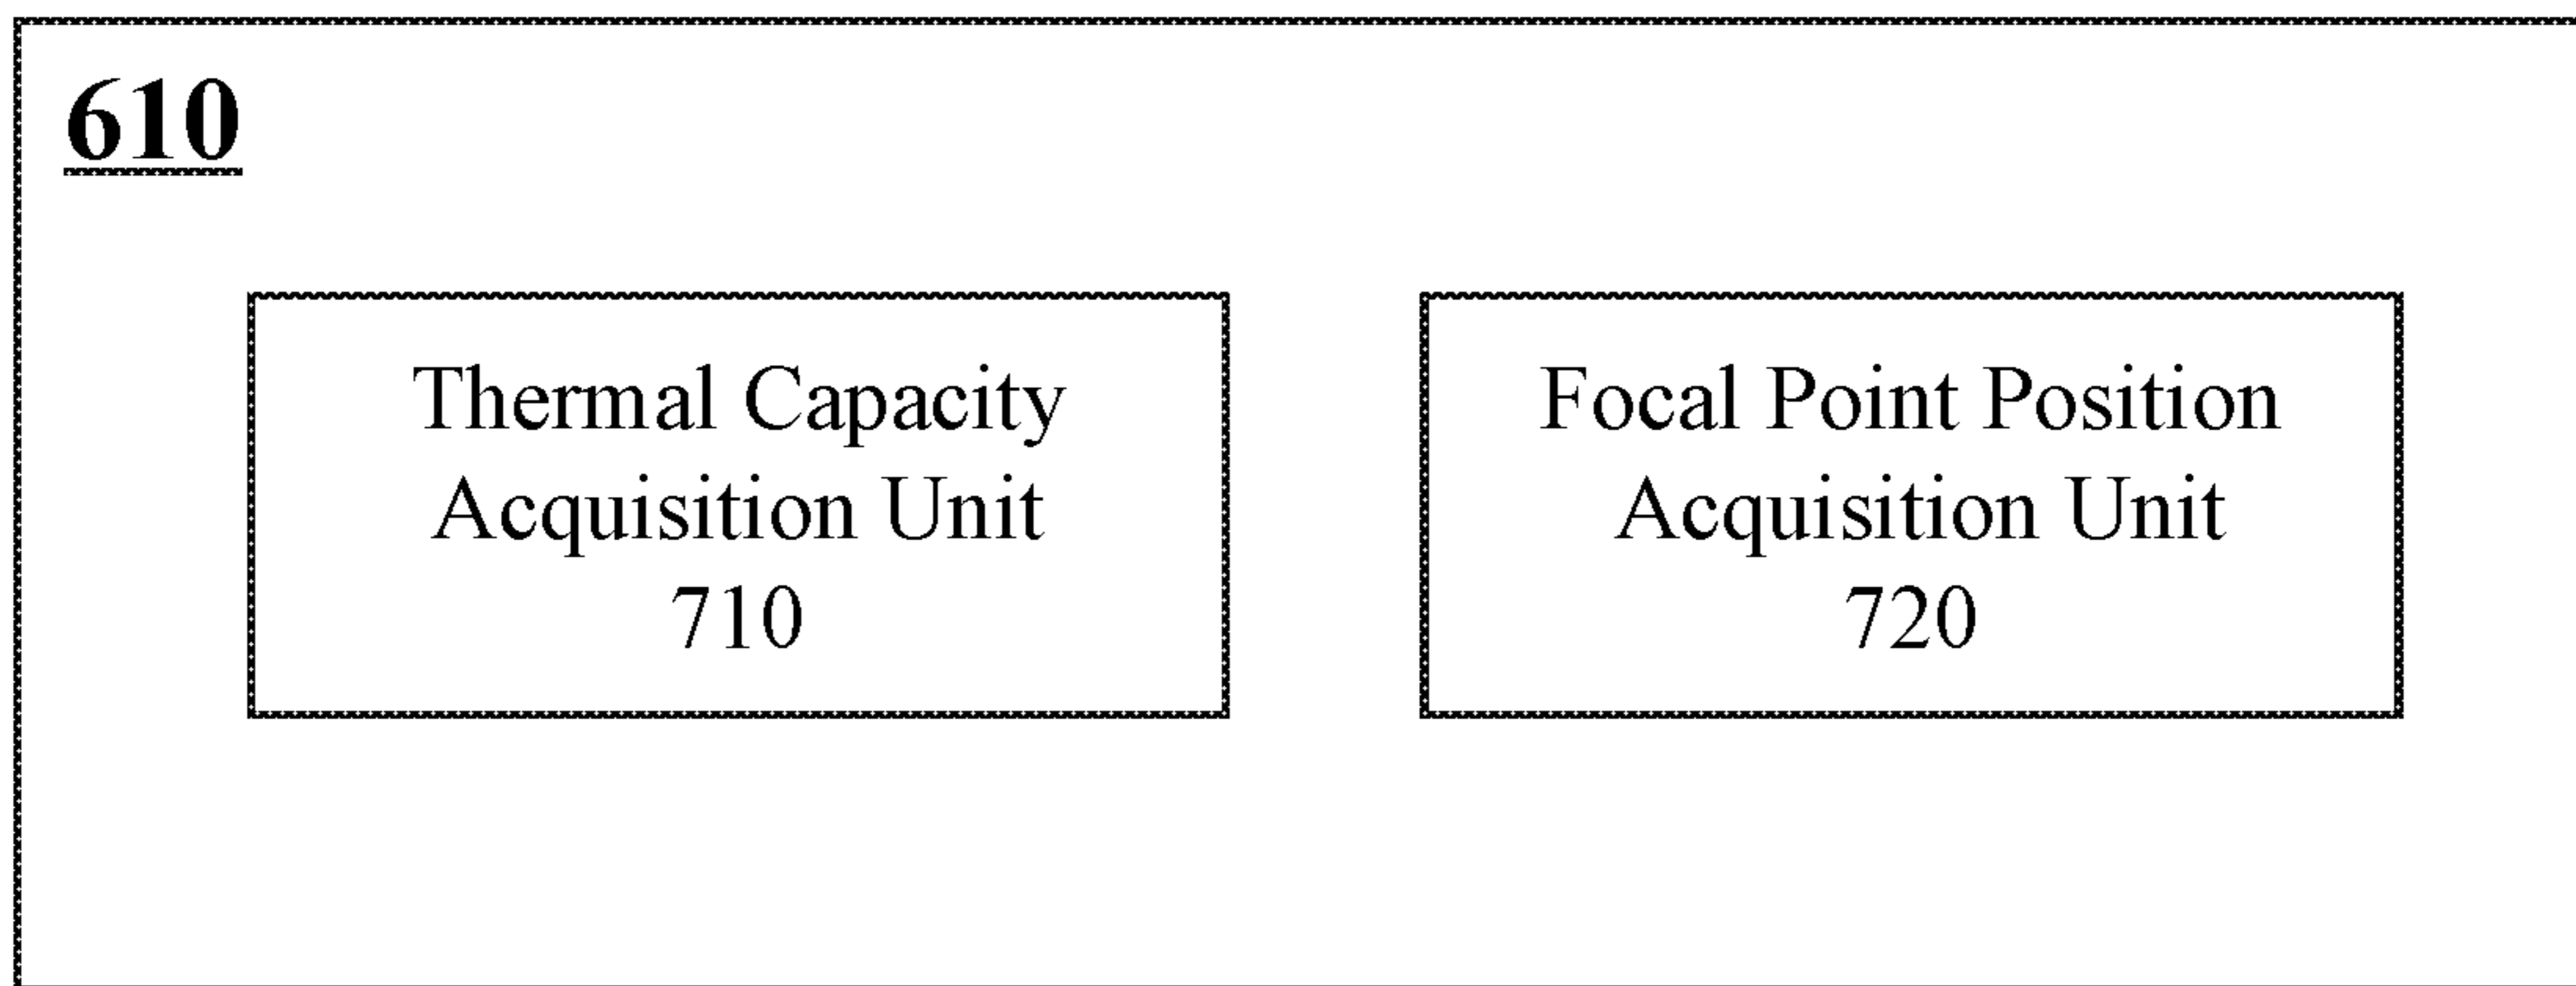 610
Thermal Capacity
Acquisition Unit
710
Focal Point Position
Acquisition Unit
720